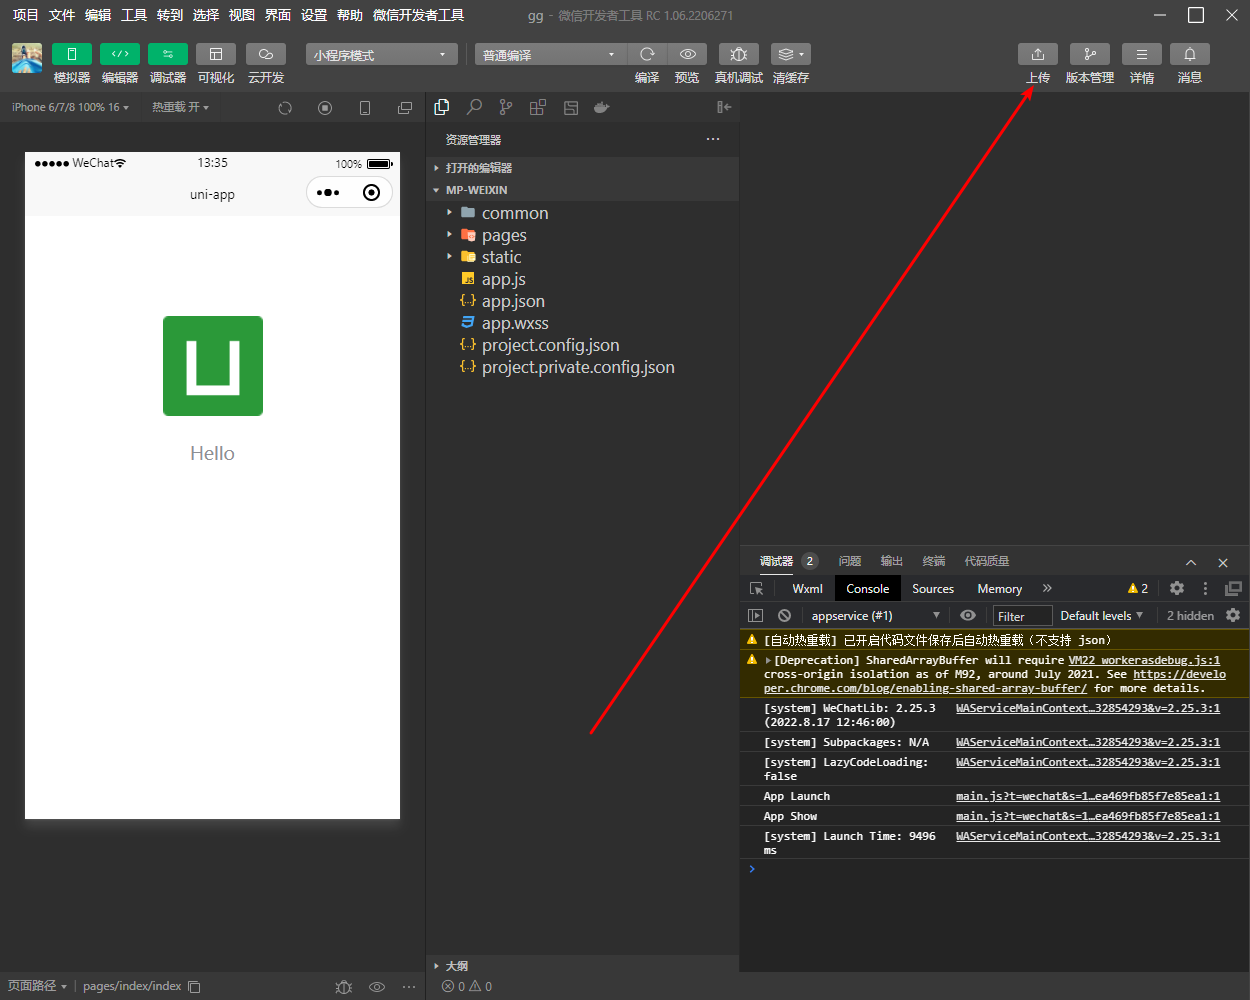 项目 文件 编辑 工具 转到 选择 视图 界面 设置 帮助 微信开发者工具 gg - 微信开发者工具 RC 1.06.2206271
小程序模式 普通编译
模拟器 编辑器 调试器 可视化 云开发 编译 预览 真机调试 清缓存 上传 版本管理 详情 消息
iPhone 6/7/8 100% 16 热重载 开
WeChat 13:35 100%
uni-app
Hello
资源管理器
打开的编辑器
MP-WEIXIN
common
pages
static
app.js
app.json
app.wxss
project.config.json
project.private.config.json
大纲
调试器 2 问题 输出 终端 代码质量
Wxml Console Sources Memory 2
appservice (#1) Filter Default levels 2 hidden
[自动热重载] 已开启代码文件保存后自动热重载（不支持 json）
[Deprecation] SharedArrayBuffer will require VM22 workerasdebug.js:1
cross-origin isolation as of M92, around July 2021. See https://develo
per.chrome.com/blog/enabling-shared-array-buffer/ for more details.
[system] WeChatLib: 2.25.3 WAServiceMainContext…32854293&v=2.25.3:1
(2022.8.17 12:46:00)
[system] Subpackages: N/A WAServiceMainContext…32854293&v=2.25.3:1
[system] LazyCodeLoading: WAServiceMainContext…32854293&v=2.25.3:1
false
App Launch main.js?t=wechat&s=1…ea469fb85f7e85ea1:1
App Show main.js?t=wechat&s=1…ea469fb85f7e85ea1:1
[system] Launch Time: 9496 WAServiceMainContext…32854293&v=2.25.3:1
ms
页面路径 pages/index/index 0 0